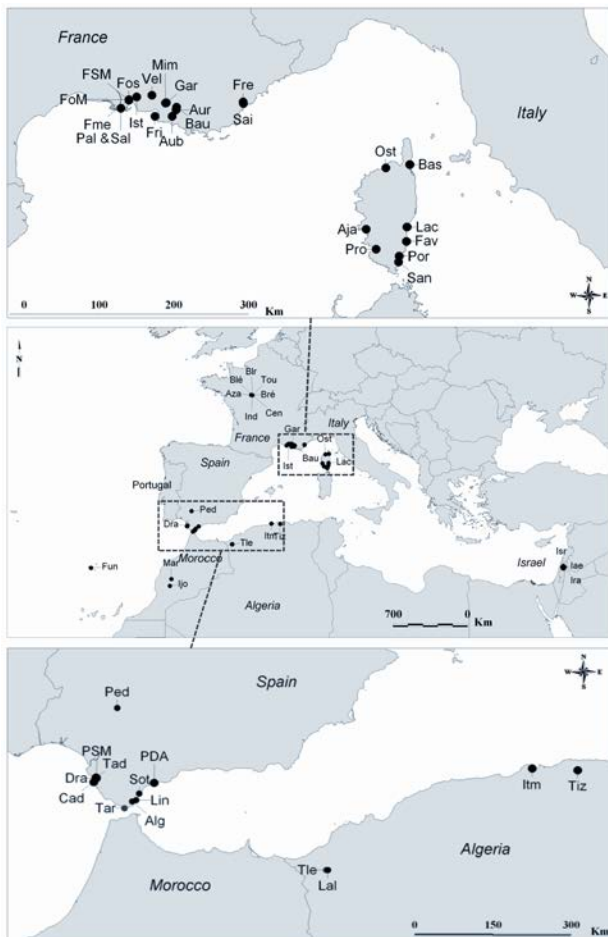 France
Mim
FSM
Vel
Gar
Fos
Fre
FoM
Aur
Sai
Italy
Fme
Ist
Bau
Pal & Sal
Fri
Aub
Ost
Bas
Aja
Lac
Fav
Pro
Por
San
N
W
E
S
0 100 200 300
Km
N
Blr
Blé
Tou
Aza
Bré
Ind
Cen
France
Gar
Ost
Italy
Bau
Lac
Ist
Spain
Portugal
Ped
Dra
Itm
Tiz
Tle
Morocco
Fun
Mar
Ijo
Isr
Israel
Iae
Ira
Algeria
700 0
Km
Spain
N
W
E
S
Ped
PSM
Tad
PDA
Dra
Sot
Cad
Lin
Tar
Alg
Itm
Tiz
Tle
Lal
Algeria
Morocco
0 150 300
Km